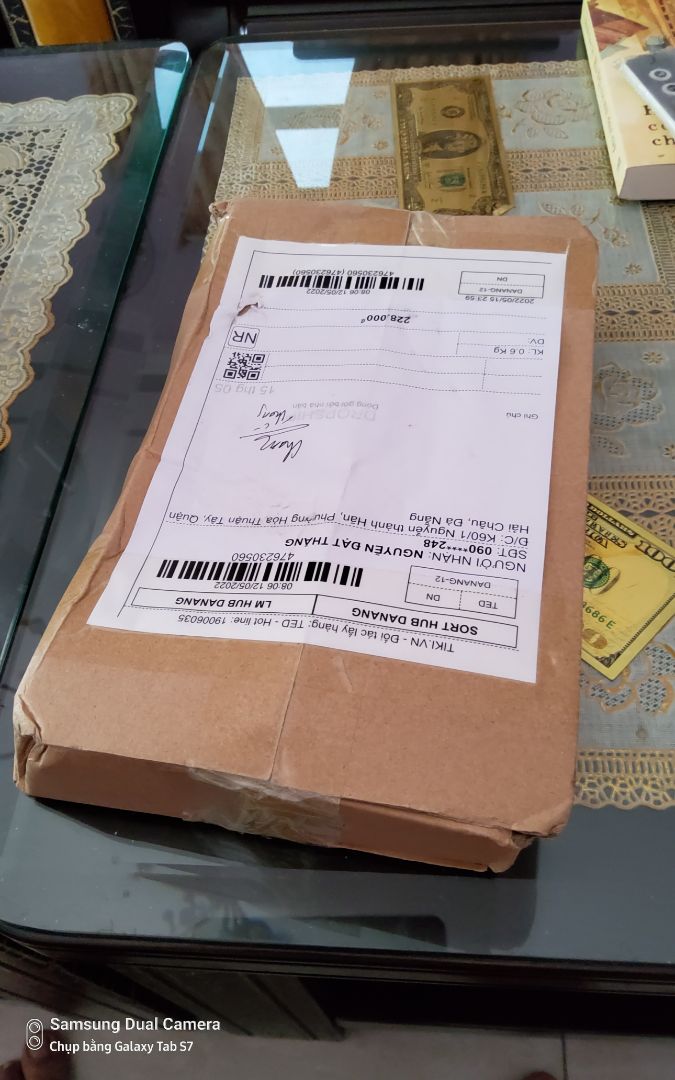 TIKI.VN - Đối tác lấy hàng: TED - Hot line: 19006035
SORT HUB DANANG
LM HUB DANANG
TED
DN
DANANG-12
08:06 12/05/2022
476230560
NGƯỜI NHẬN: NGUYỄN ĐẠT THẮNG
SĐT: 090****248
Đ/C: K60/1 Nguyễn thành Hãn, Phường Hòa Thuận Tây, Quận
Hải Châu, Đà Nẵng
Ghi chú
DROPSHIP
Đóng gói bởi nhà bán
15 thg 05
KL: 0.6 Kg
DV:
NR
228.000đ
2022/05/15 23:59
DANANG-12
DN
08:06 12/05/2022
476230560 (476230560)
Samsung Dual Camera
Chụp bằng Galaxy Tab S7